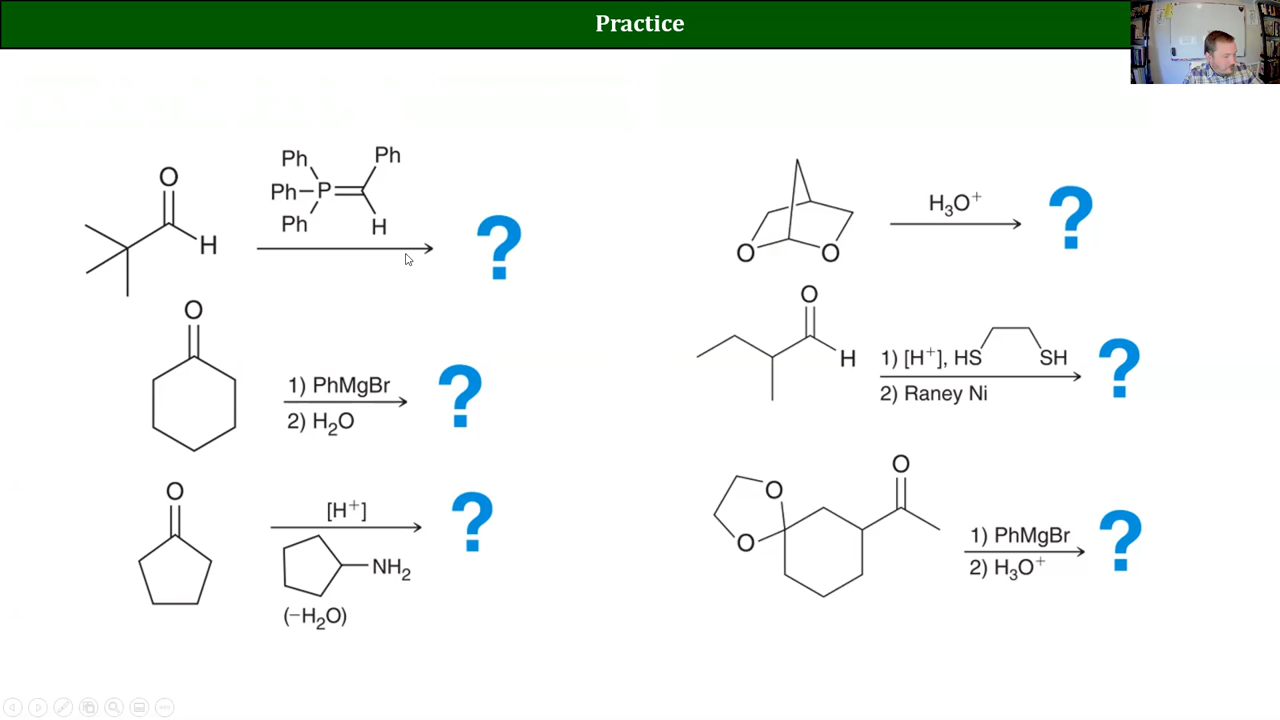 Practice
O
H
Ph
Ph
Ph–P
Ph
H
?
O
1) PhMgBr
2) H₂O
?
O
[H⁺]
NH₂
(−H₂O)
?
O
O
H₃O⁺
?
O
H
1) [H⁺], HS
SH
2) Raney Ni
?
O
O
O
1) PhMgBr
2) H₃O⁺
?